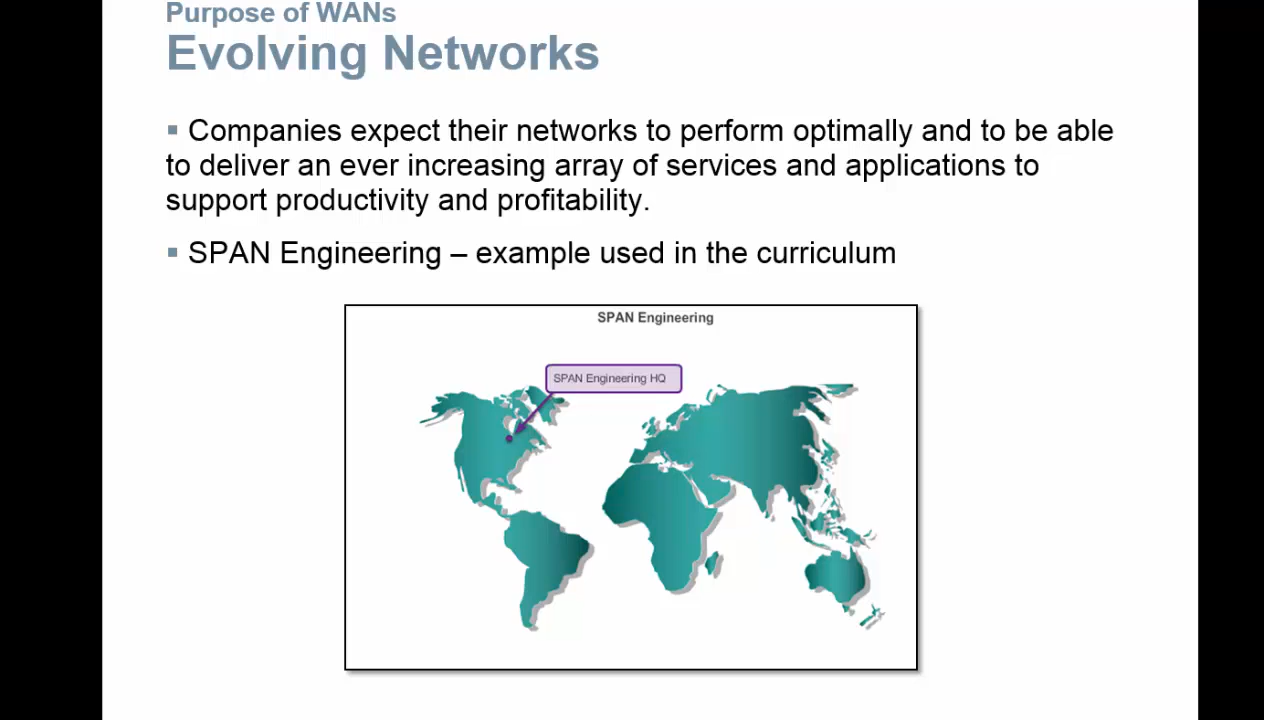 Purpose of WANs
Evolving Networks
▪ Companies expect their networks to perform optimally and to be able
to deliver an ever increasing array of services and applications to
support productivity and profitability.
▪ SPAN Engineering – example used in the curriculum
SPAN Engineering
SPAN Engineering HQ